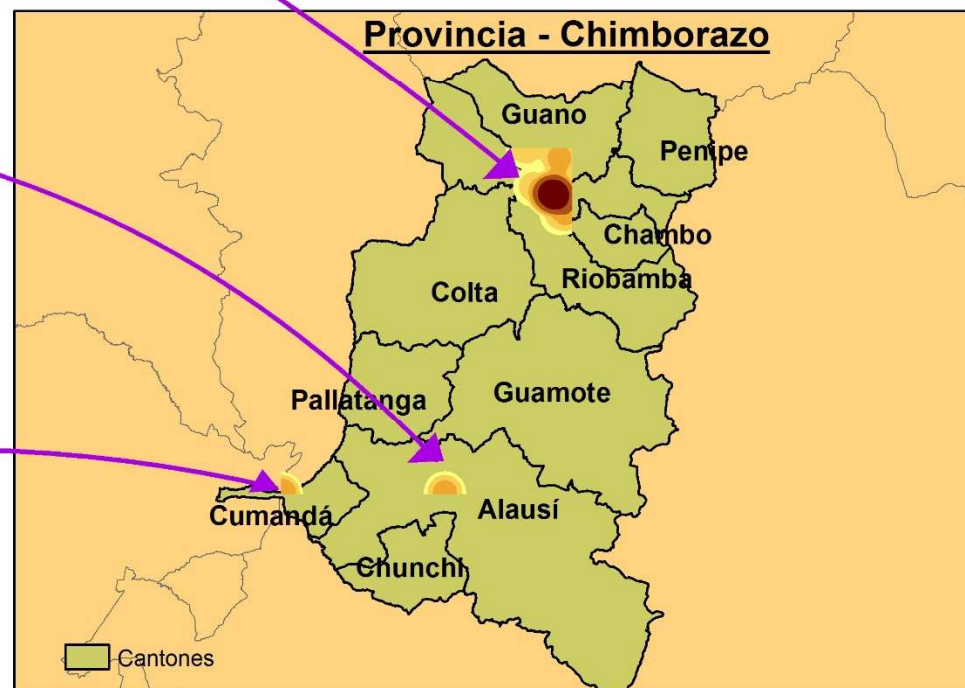 Provincia - Chimborazo
Guano
Penipe
Chambo
Riobamba
Colta
Pallatanga
Guamote
Cumandá
Alausí
Chunchi
Cantones